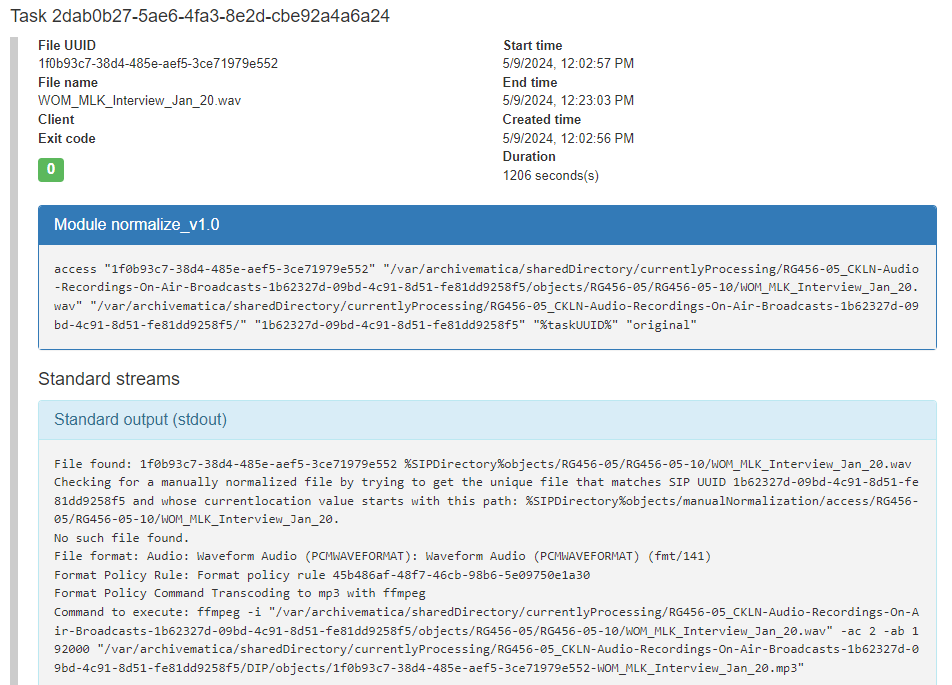 Task 2dab0b27-5ae6-4fa3-8e2d-cbe92a4a6a24
File UUID
1f0b93c7-38d4-485e-aef5-3ce71979e552
File name
WOM_MLK_Interview_Jan_20.wav
Client
Exit code
0
Start time
5/9/2024, 12:02:57 PM
End time
5/9/2024, 12:23:03 PM
Created time
5/9/2024, 12:02:56 PM
Duration
1206 seconds(s)
Module normalize_v1.0
access "1f0b93c7-38d4-485e-aef5-3ce71979e552" "/var/archivematica/sharedDirectory/currentlyProcessing/RG456-05_CKLN-Audio
-Recordings-On-Air-Broadcasts-1b62327d-09bd-4c91-8d51-fe81dd9258f5/objects/RG456-05/RG456-05-10/WOM_MLK_Interview_Jan_20.
wav" "/var/archivematica/sharedDirectory/currentlyProcessing/RG456-05_CKLN-Audio-Recordings-On-Air-Broadcasts-1b62327d-09
bd-4c91-8d51-fe81dd9258f5/" "1b62327d-09bd-4c91-8d51-fe81dd9258f5" "%taskUUID%" "original"
Standard streams
Standard output (stdout)
File found: 1f0b93c7-38d4-485e-aef5-3ce71979e552 %SIPDirectory%objects/RG456-05/RG456-05-10/WOM_MLK_Interview_Jan_20.wav
Checking for a manually normalized file by trying to get the unique file that matches SIP UUID 1b62327d-09bd-4c91-8d51-fe
81dd9258f5 and whose currentlocation value starts with this path: %SIPDirectory%objects/manualNormalization/access/RG456-
05/RG456-05-10/WOM_MLK_Interview_Jan_20.
No such file found.
File format: Audio: Waveform Audio (PCMWAVEFORMAT): Waveform Audio (PCMWAVEFORMAT) (fmt/141)
Format Policy Rule: Format policy rule 45b486af-48f7-46cb-98b6-5e09750e1a30
Format Policy Command Transcoding to mp3 with ffmpeg
Command to execute: ffmpeg -i "/var/archivematica/sharedDirectory/currentlyProcessing/RG456-05_CKLN-Audio-Recordings-On-A
ir-Broadcasts-1b62327d-09bd-4c91-8d51-fe81dd9258f5/objects/RG456-05/RG456-05-10/WOM_MLK_Interview_Jan_20.wav" -ac 2 -ab 1
92000 "/var/archivematica/sharedDirectory/currentlyProcessing/RG456-05_CKLN-Audio-Recordings-On-Air-Broadcasts-1b62327d-0
9bd-4c91-8d51-fe81dd9258f5/DIP/objects/1f0b93c7-38d4-485e-aef5-3ce71979e552-WOM_MLK_Interview_Jan_20.mp3"